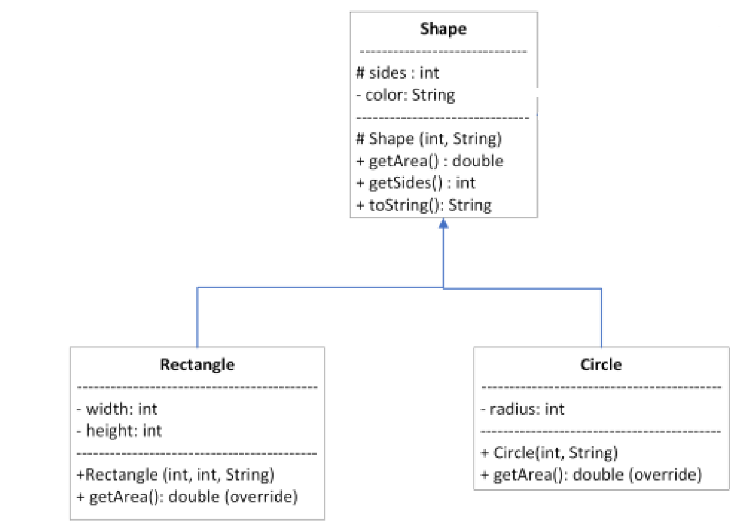 Shape
# sides : int
- color: String
# Shape (int, String)
+ getArea() : double
+ getSides() : int
+ toString(): String
Rectangle
- width: int
- height: int
+Rectangle (int, int, String)
+ getArea(): double (override)
Circle
- radius: int
+ Circle(int, String)
+ getArea(): double (override)